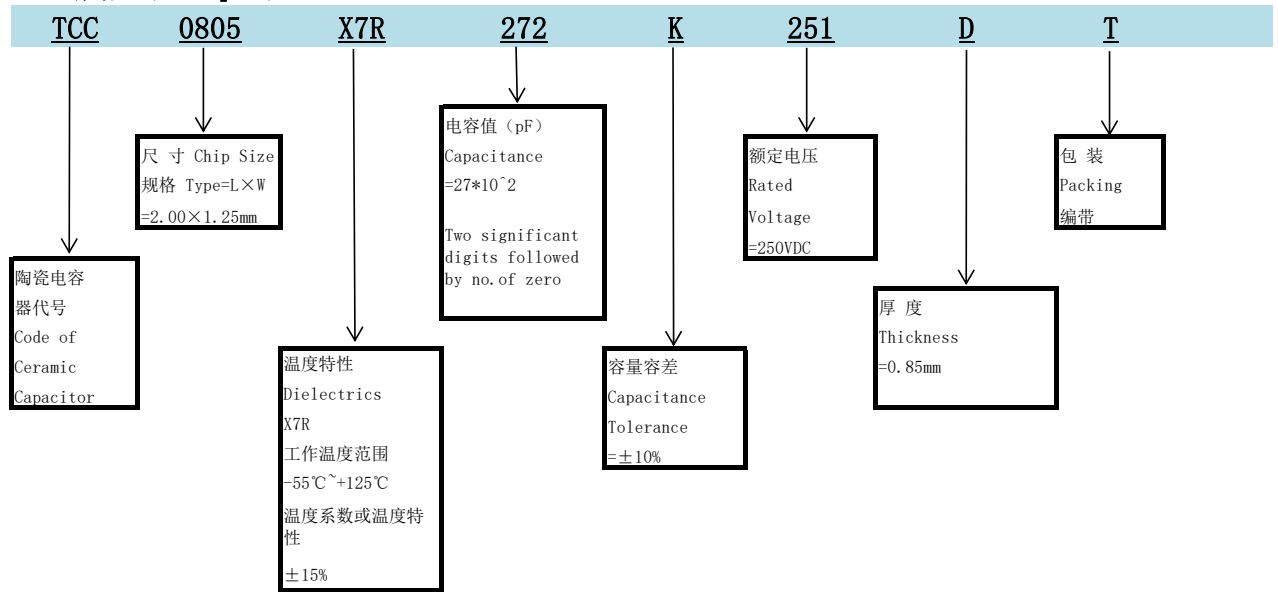 TCC 0805 X7R 272 K 251 D T
陶瓷电容
器代号
Code of
Ceramic
Capacitor
尺 寸 Chip Size
规格 Type=L×W
=2.00×1.25mm
温度特性
Dielectrics
X7R
工作温度范围
-55℃~+125℃
温度系数或温度特
性
±15%
电容值（pF）
Capacitance
=27*10^2
Two significant
digits followed
by no.of zero
容量容差
Capacitance
Tolerance
=±10%
额定电压
Rated
Voltage
=250VDC
厚 度
Thickness
=0.85mm
包 装
Packing
编带